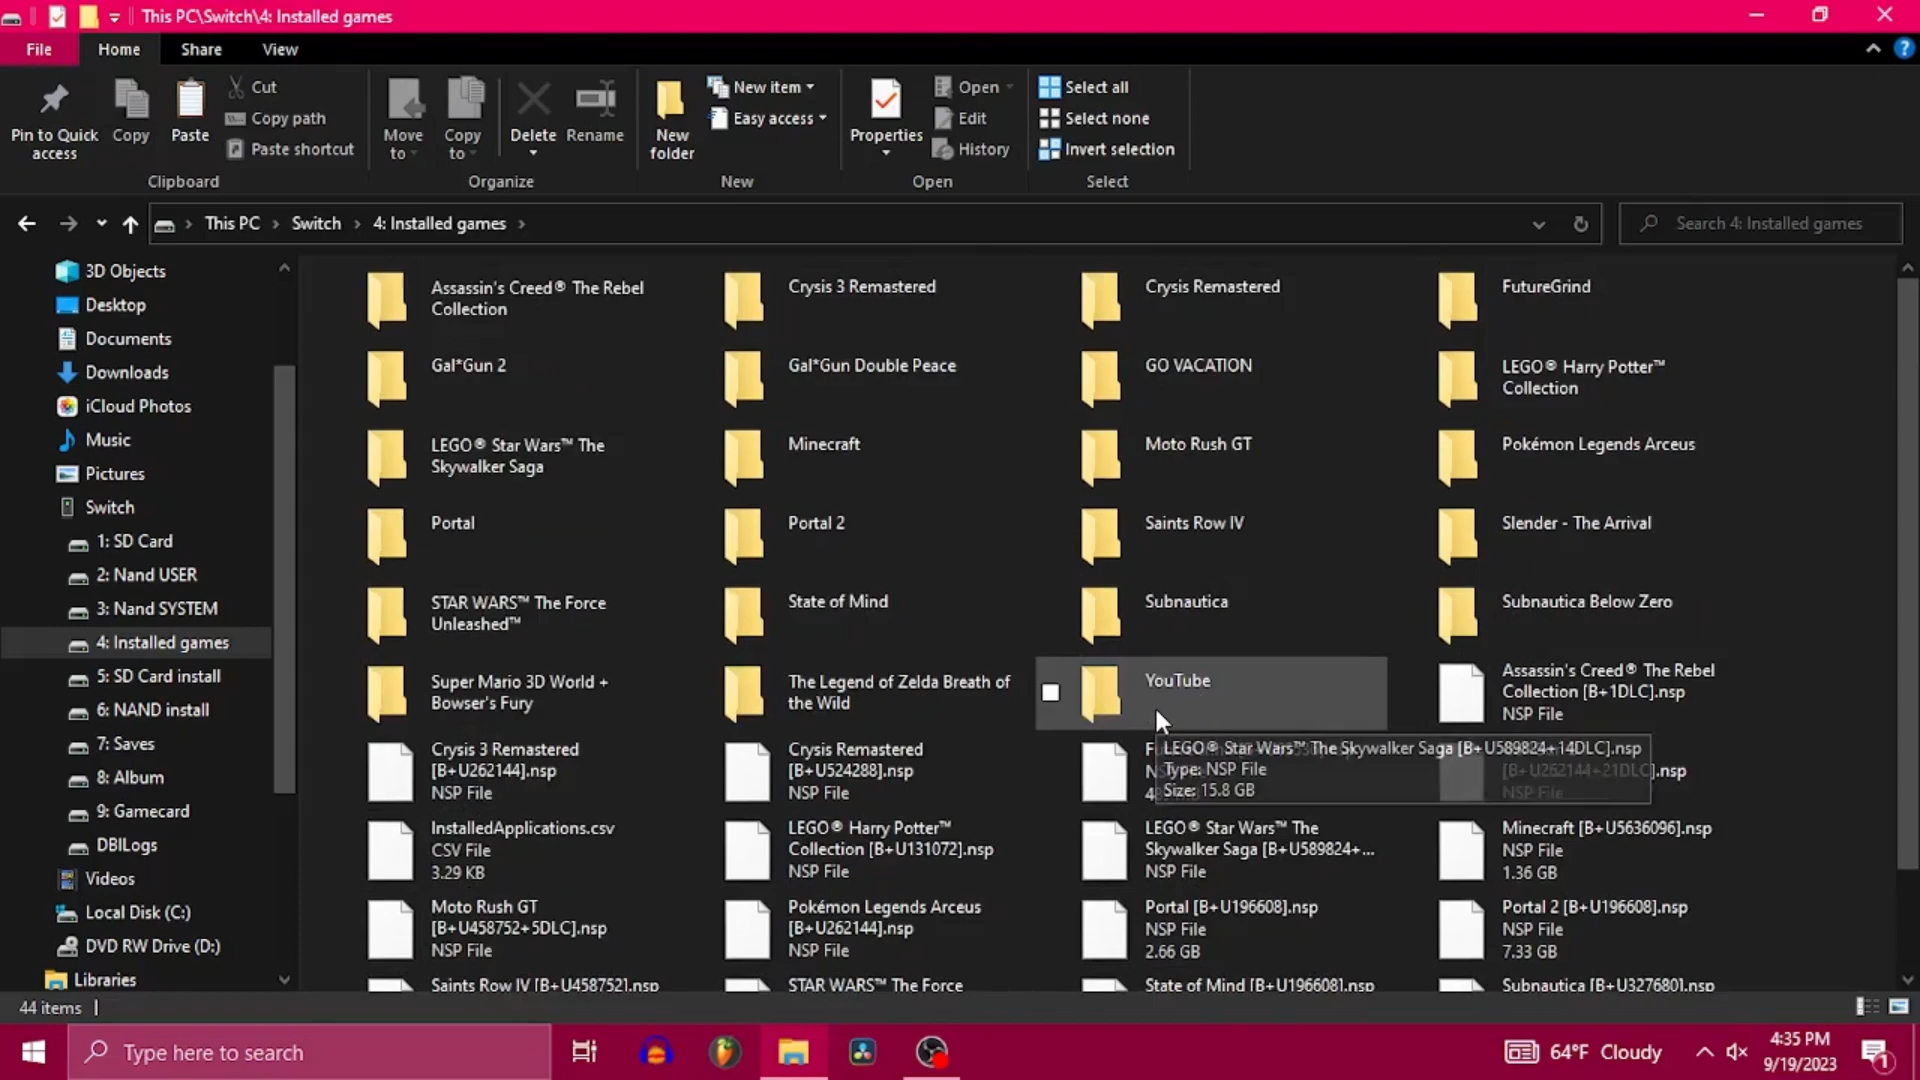 This PC\Switch\4: Installed games
File
Home
Share
View
Pin to Quick
access
Copy
Paste
Cut
Copy path
Paste shortcut
Clipboard
Move
to
Copy
to
Delete
Rename
Organize
New
folder
New item
Easy access
New
Properties
Open
Edit
History
Open
Select all
Select none
Invert selection
Select
This PC
Switch
4: Installed games
Search 4: Installed games
3D Objects
Desktop
Documents
Downloads
iCloud Photos
Music
Pictures
Switch
1: SD Card
2: Nand USER
3: Nand SYSTEM
4: Installed games
5: SD Card install
6: NAND install
7: Saves
8: Album
9: Gamecard
DBILogs
Videos
Local Disk (C:)
DVD RW Drive (D:)
Libraries
Assassin's Creed® The Rebel
Collection
Crysis 3 Remastered
Crysis Remastered
FutureGrind
Gal*Gun 2
Gal*Gun Double Peace
GO VACATION
LEGO® Harry Potter™
Collection
LEGO® Star Wars™ The
Skywalker Saga
Minecraft
Moto Rush GT
Pokémon Legends Arceus
Portal
Portal 2
Saints Row IV
Slender - The Arrival
STAR WARS™ The Force
Unleashed™
State of Mind
Subnautica
Subnautica Below Zero
Super Mario 3D World +
Bowser's Fury
The Legend of Zelda Breath of
the Wild
YouTube
Assassin's Creed® The Rebel
Collection [B+1DLC].nsp
NSP File
Crysis 3 Remastered
[B+U262144].nsp
NSP File
Crysis Remastered
[B+U524288].nsp
NSP File
LEGO® Star Wars™ The Skywalker Saga [B+U589824+14DLC].nsp
Type: NSP File
Size: 15.8 GB
[B+U262144+21DLC].nsp
NSP File
InstalledApplications.csv
CSV File
3.29 KB
LEGO® Harry Potter™
Collection [B+U131072].nsp
NSP File
LEGO® Star Wars™ The
Skywalker Saga [B+U589824+...
NSP File
Minecraft [B+U5636096].nsp
NSP File
1.36 GB
Moto Rush GT
[B+U458752+5DLC].nsp
NSP File
Pokémon Legends Arceus
[B+U262144].nsp
NSP File
Portal [B+U196608].nsp
NSP File
2.66 GB
Portal 2 [B+U196608].nsp
NSP File
7.33 GB
Saints Row IV [B+U458752].nsp
STAR WARS™ The Force
State of Mind [B+U196608].nsp
Subnautica [B+U327680].nsp
44 items
Type here to search
64°F Cloudy
4:35 PM
9/19/2023
1